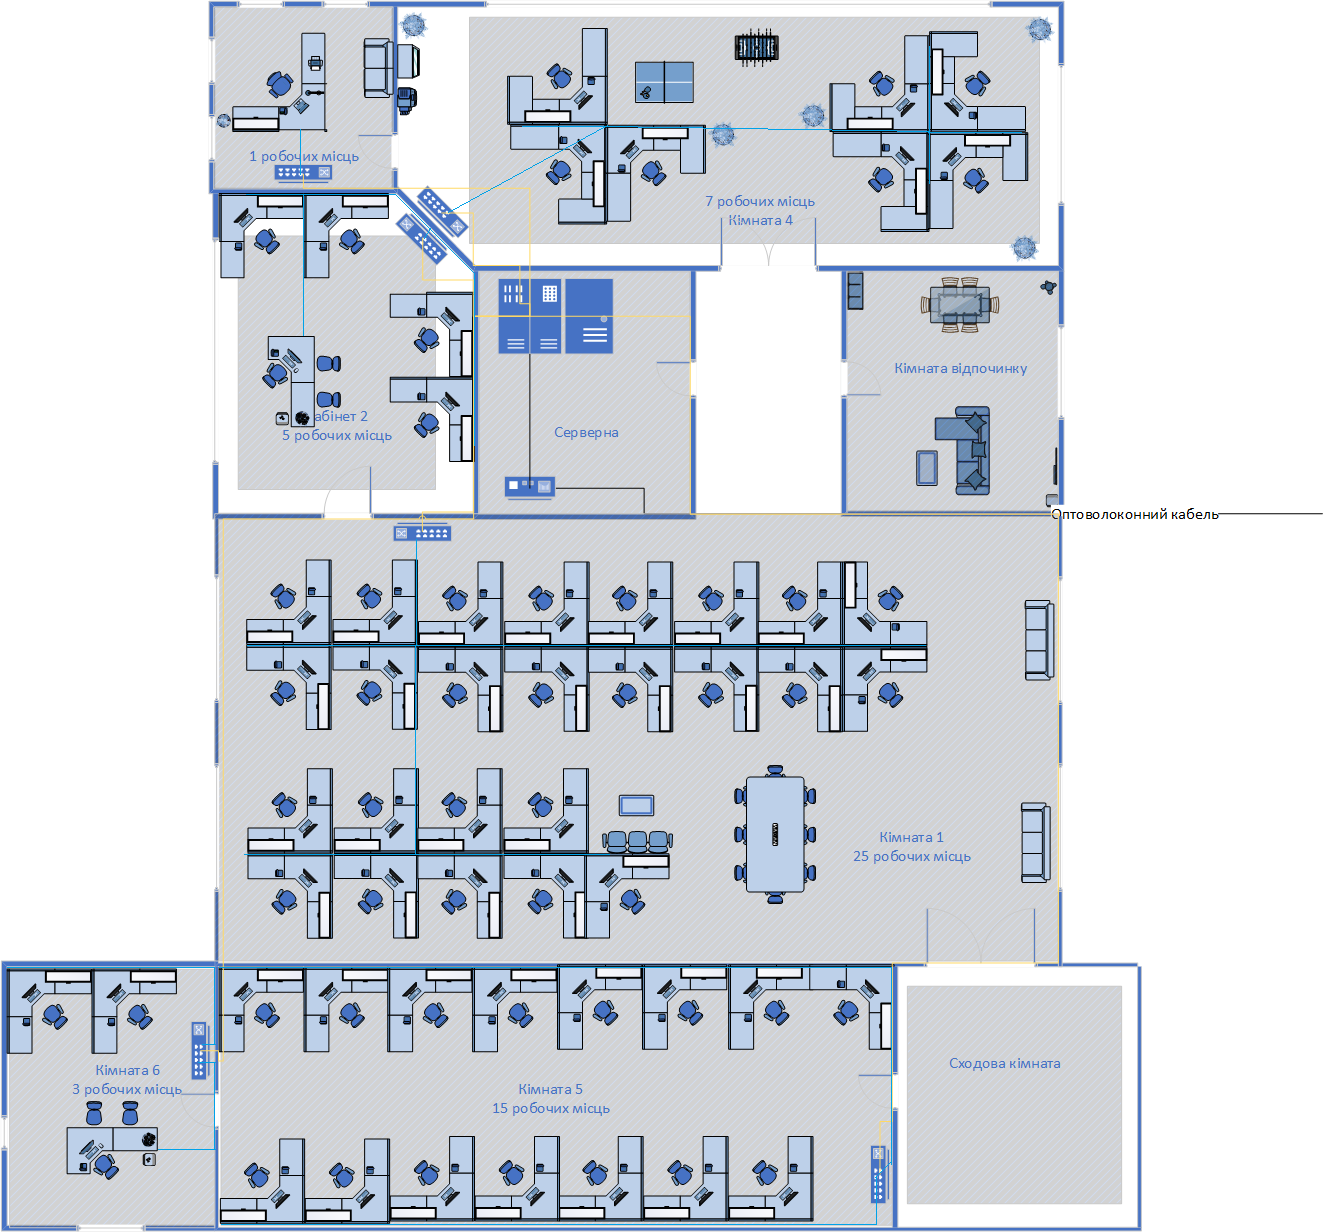 1 робочих місць
7 робочих місць
Кімната 4
Кімната відпочинку
абінет 2
5 робочих місць
Серверна
Оптоволоконний кабель
Кімната 1
25 робочих місць
Кімната 6
3 робочих місць
Кімната 5
15 робочих місць
Сходова кімната